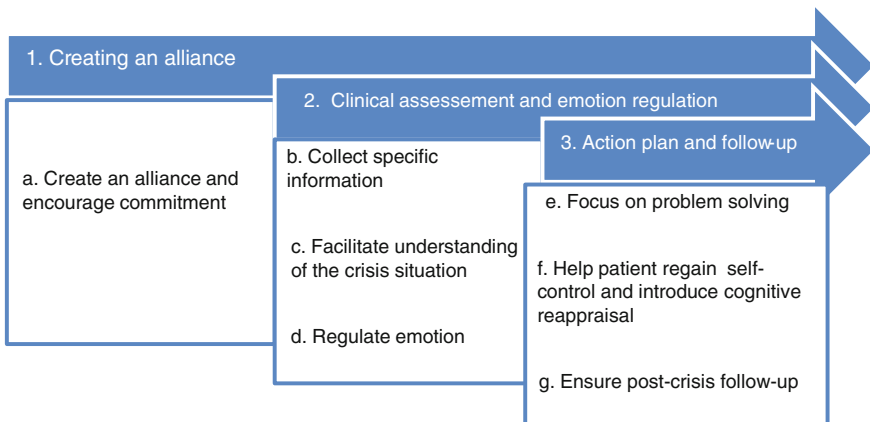 1. Creating an alliance
a. Create an alliance and
encourage commitment
2. Clinical assessement and emotion regulation
b. Collect specific
information
c. Facilitate understanding
of the crisis situation
d. Regulate emotion
3. Action plan and follow-up
e. Focus on problem solving
f. Help patient regain self-
control and introduce cognitive
reappraisal
g. Ensure post-crisis follow-up